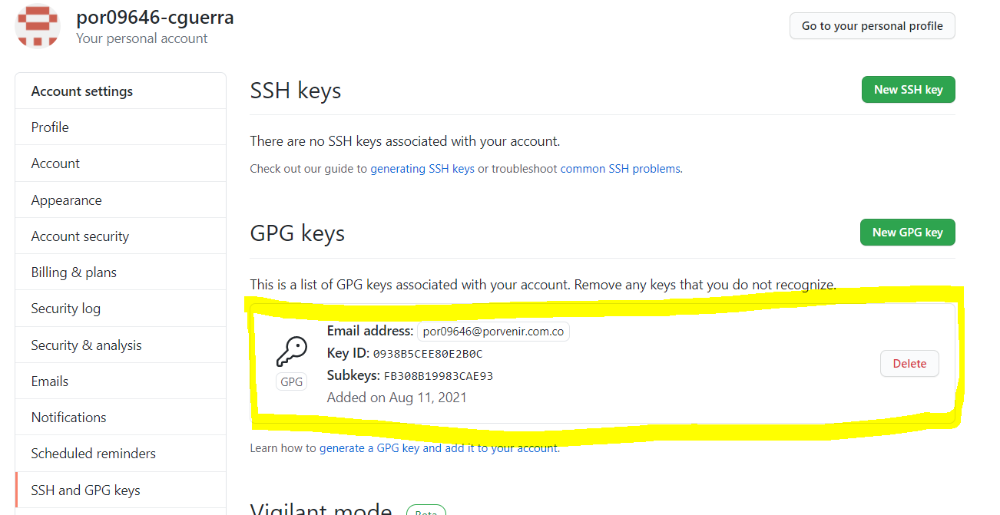 por09646-cguerra
Your personal account
Go to your personal profile
Account settings
Profile
Account
Appearance
Account security
Billing & plans
Security log
Security & analysis
Emails
Notifications
Scheduled reminders
SSH and GPG keys
SSH keys
New SSH key
There are no SSH keys associated with your account.
Check out our guide to generating SSH keys or troubleshoot common SSH problems.
GPG keys
New GPG key
This is a list of GPG keys associated with your account. Remove any keys that you do not recognize.
GPG
Email address: por09646@porvenir.com.co
Key ID: 0938B5CEE80E2B0C
Subkeys: FB308B19983CAE93
Added on Aug 11, 2021
Delete
Learn how to generate a GPG key and add it to your account.
Vigilant mode Beta